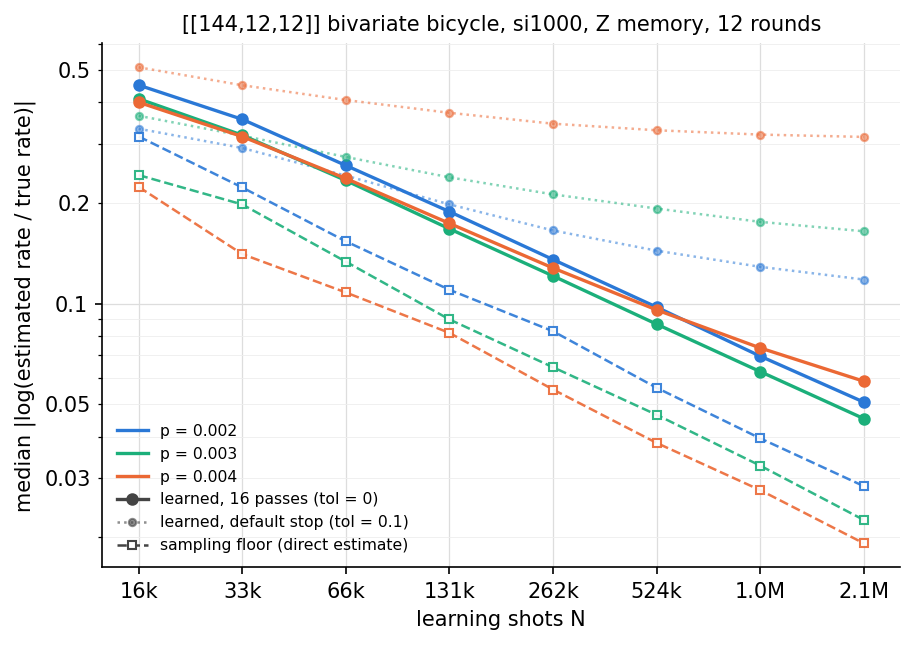 [[144,12,12]] bivariate bicycle, si1000, Z memory, 12 rounds
median |log(estimated rate / true rate)|
0.5
0.2
0.1
0.05
0.03
p = 0.002
p = 0.003
p = 0.004
learned, 16 passes (tol = 0)
learned, default stop (tol = 0.1)
sampling floor (direct estimate)
16k 33k 66k 131k 262k 524k 1.0M 2.1M
learning shots N